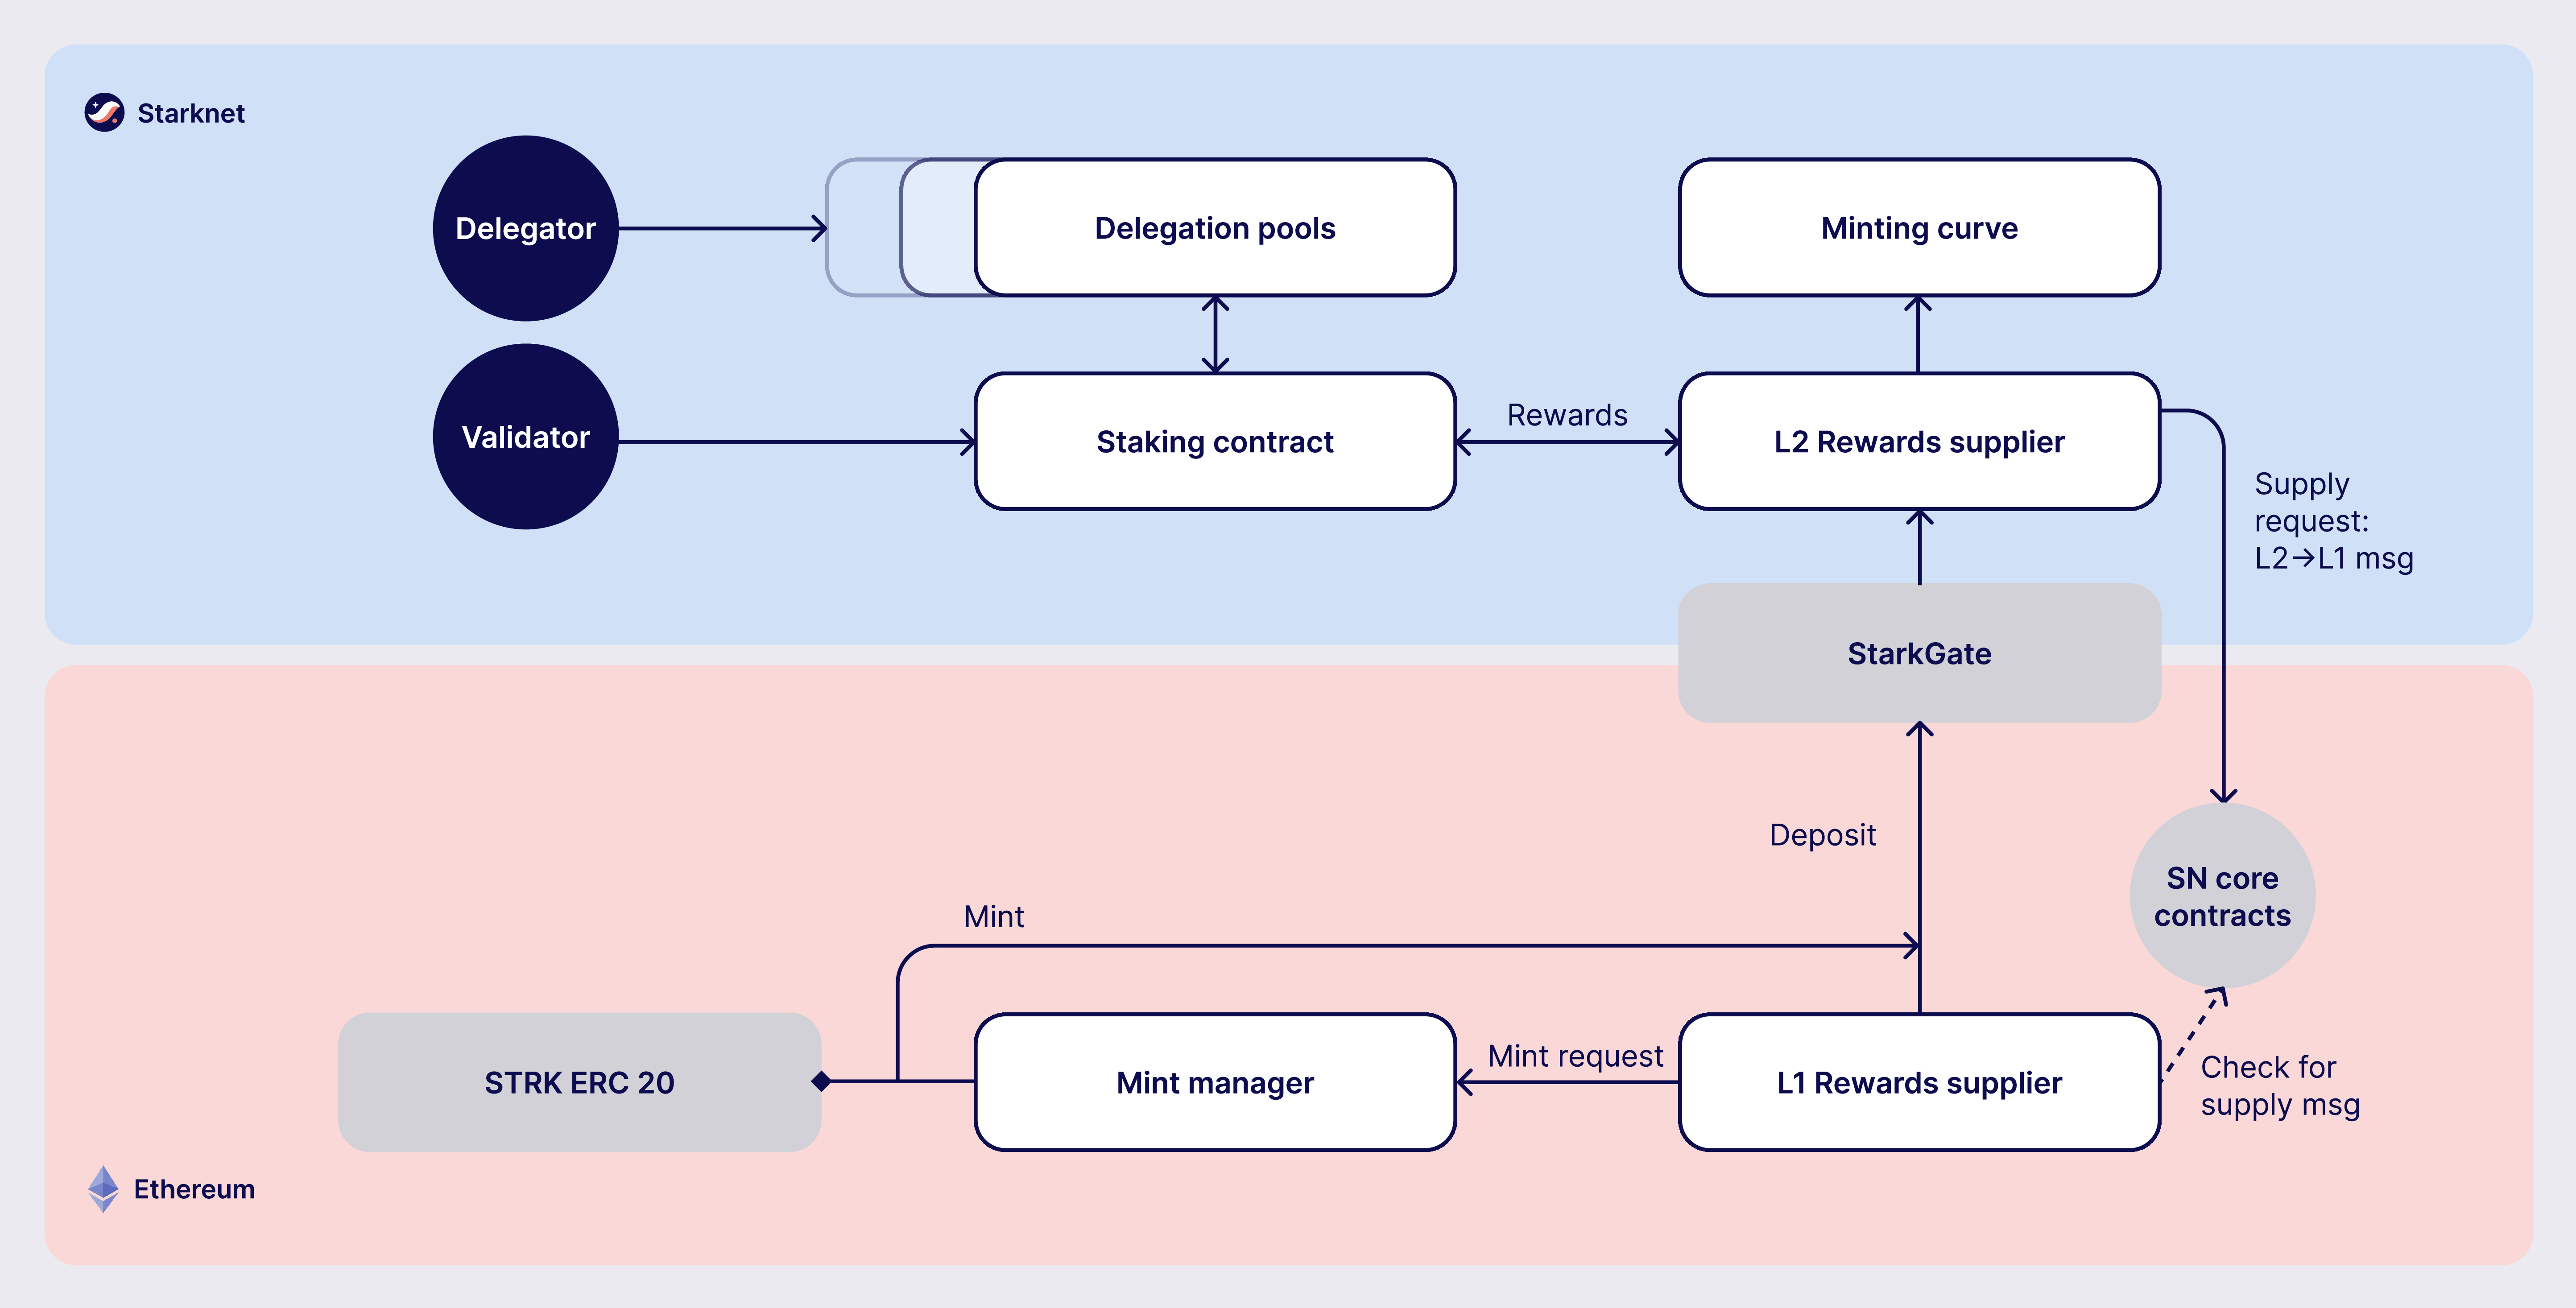 Starknet
Delegator
Delegation pools
Minting curve
Validator
Staking contract
Rewards
L2 Rewards supplier
Supply
request:
L2→L1 msg
StarkGate
Deposit
SN core
contracts
Mint
STRK ERC 20
Mint manager
Mint request
L1 Rewards supplier
Check for
supply msg
Ethereum